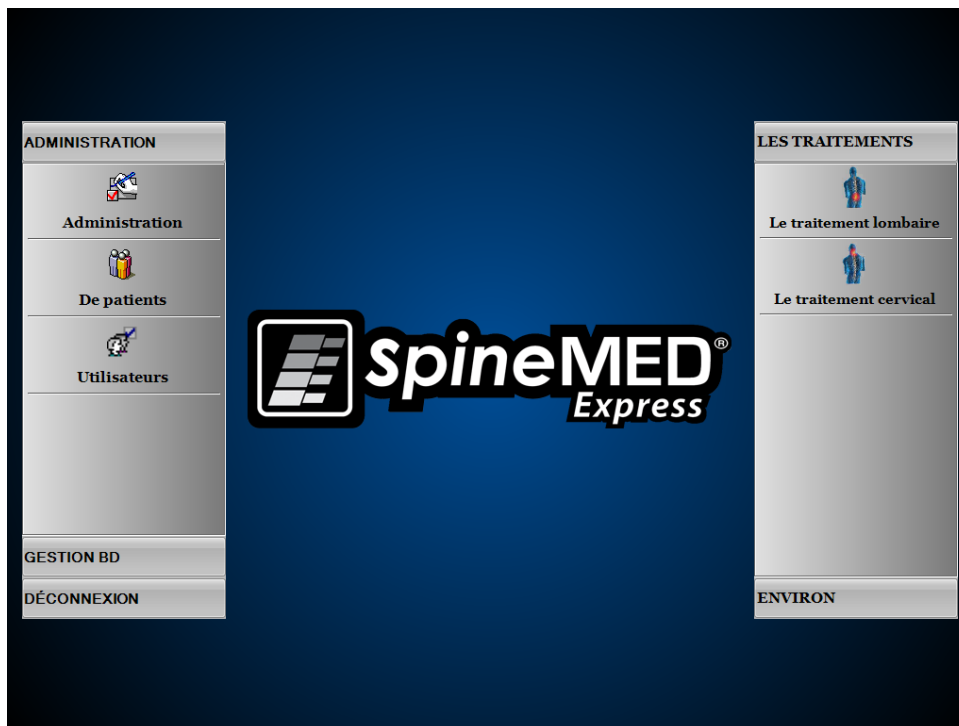 ADMINISTRATION
Administration
De patients
Utilisateurs
GESTION BD
DÉCONNEXION
SpineMED®
Express
LES TRAITEMENTS
Le traitement lombaire
Le traitement cervical
ENVIRON